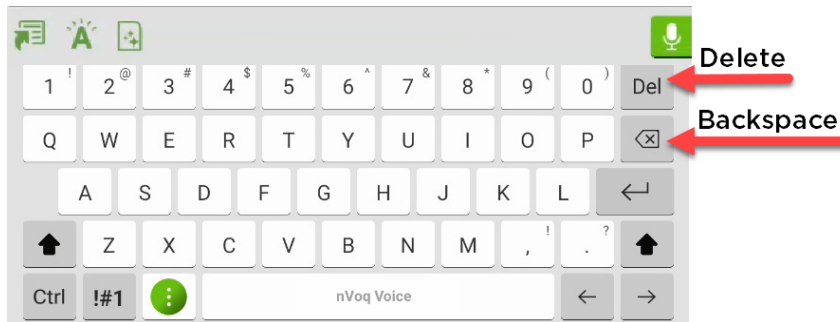 A
Delete
1 ! 2 @ 3 # 4 $ 5 % 6 ^ 7 & 8 * 9 ( 0 ) Del
Backspace
Q W E R T Y U I O P
A S D F G H J K L
Z X C V B N M , ! . ?
Ctrl !#1 nVoq Voice